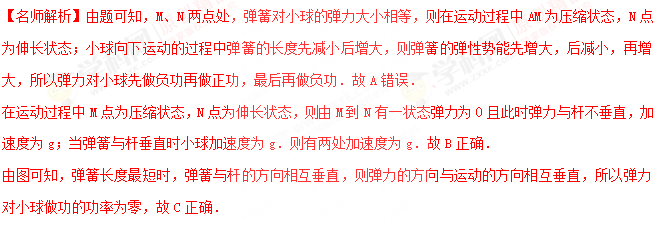 【名师解析】由题可知，M、N两点处，弹簧对小球的弹力大小相等，则在运动过程中AM为压缩状态，N点
为伸长状态；小球向下运动的过程中弹簧的长度先减小后增大，则弹簧的弹性势能先增大，后减小，再增
大，所以弹力对小球先做负功再做正功，最后再做负功．故A错误．
在运动过程中M点为压缩状态，N点为伸长状态，则由M到N有一状态弹力为0且此时弹力与杆不垂直，加
速度为g；当弹簧与杆垂直时小球加速度为g．则有两处加速度为g．故B正确．
由图可知，弹簧长度最短时，弹簧与杆的方向相互垂直，则弹力的方向与运动的方向相互垂直，所以弹力
对小球做功的功率为零，故C正确．